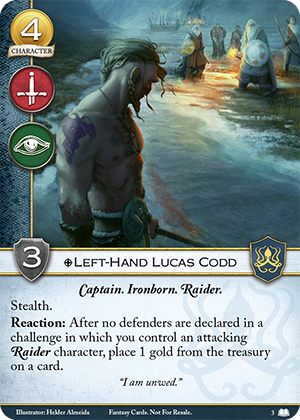 4
CHARACTER
3
Left-Hand Lucas Codd
Captain. Ironborn. Raider.
Stealth.
Reaction: After no defenders are declared in a
challenge in which you control an attacking
Raider character, place 1 gold from the treasury
on a card.
"I am unwed."
Illustrator: Helder Almeida Fantasy Cards. Not For Resale. 3